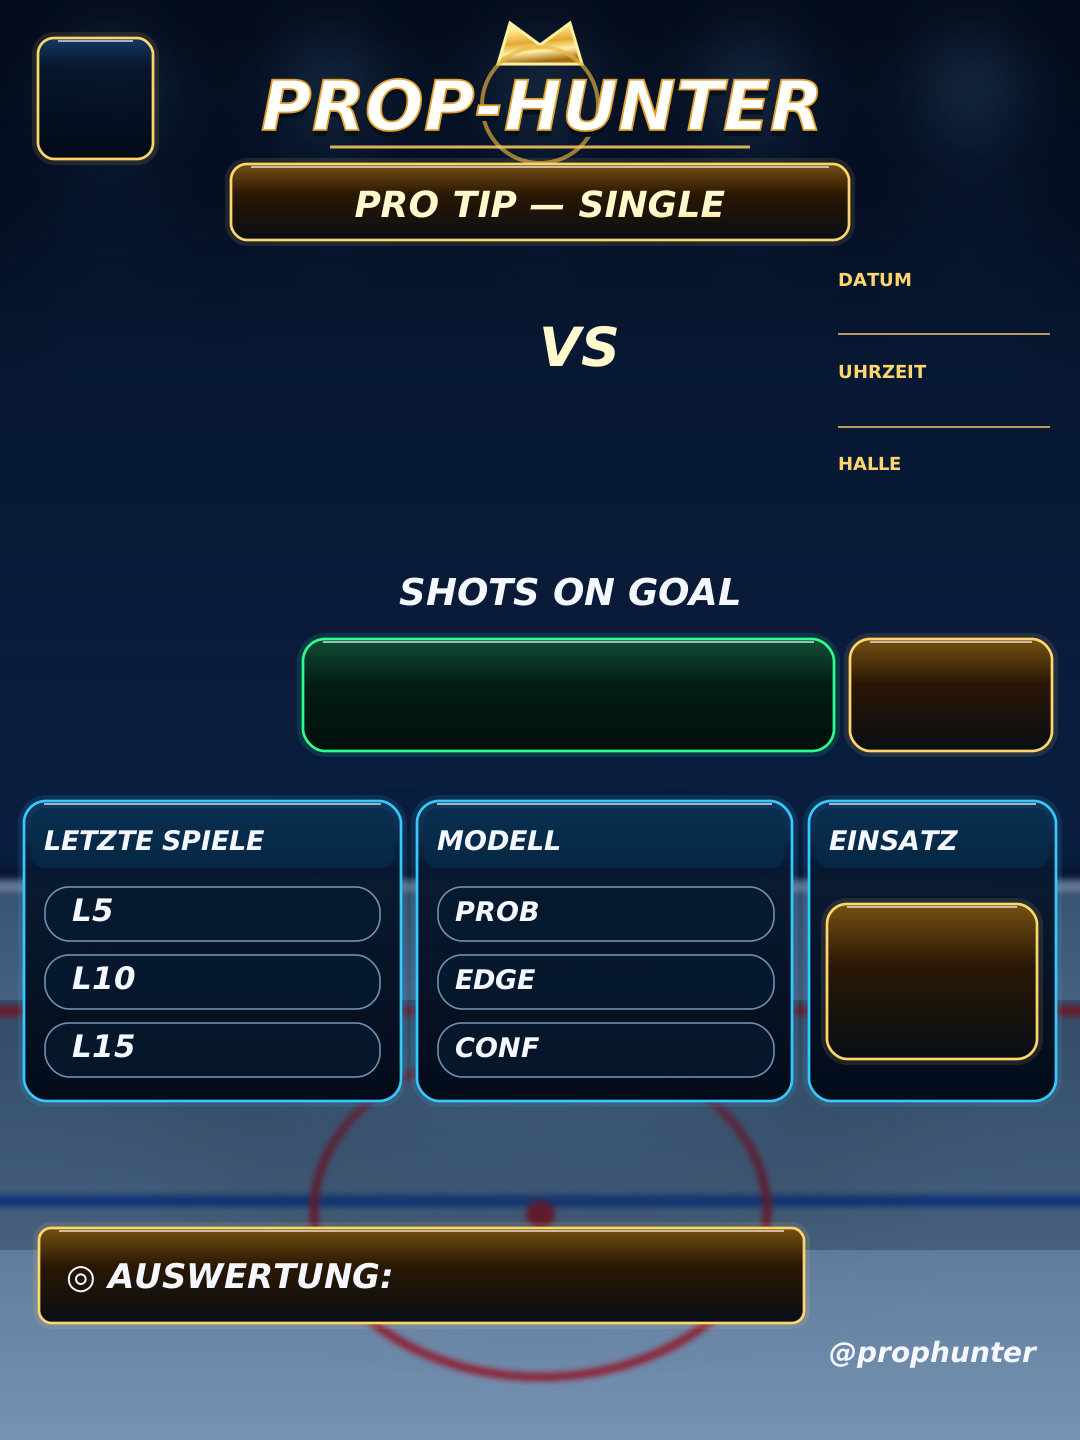 PROP-HUNTER
PRO TIP — SINGLE
VS
DATUM
UHRZEIT
HALLE
SHOTS ON GOAL
LETZTE SPIELE
L5
L10
L15
MODELL
PROB
EDGE
CONF
EINSATZ
◎ AUSWERTUNG:
@prophunter